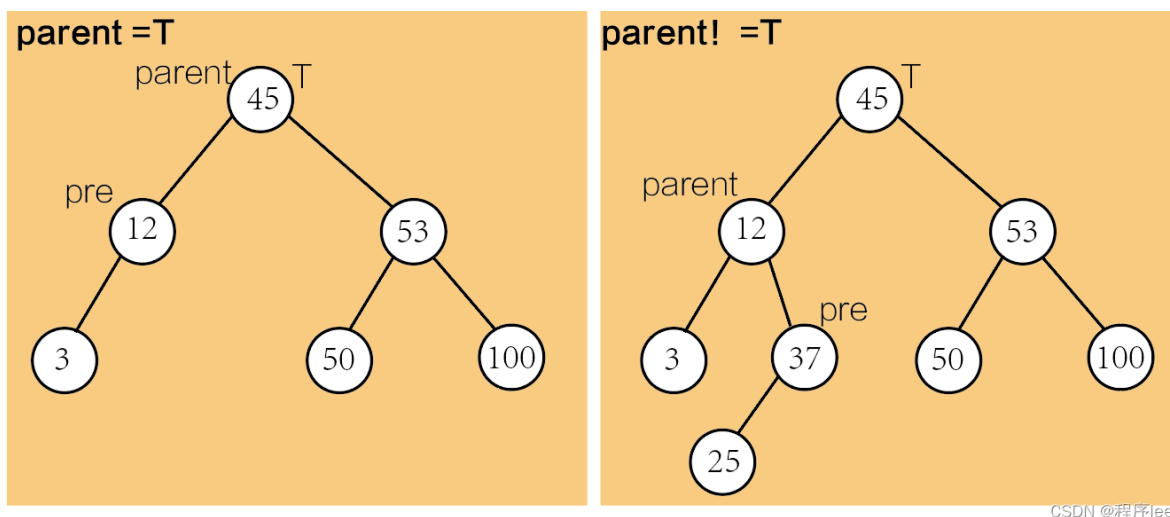 parent =T
parent T
45
pre
12
53
3
50
100
parent! =T
T
45
parent
12
53
pre
3
37
50
100
25
CSDN @程序lee